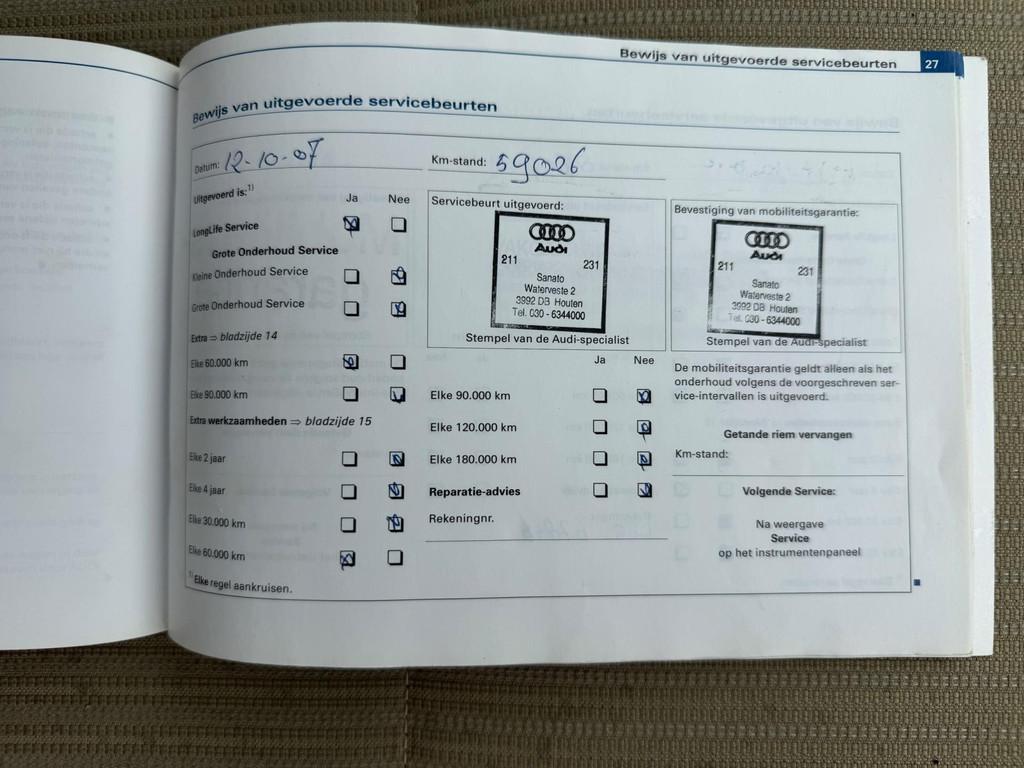 Bewijs van uitgevoerde servicebeurten 27
Bewijs van uitgevoerde servicebeurten
Datum: 12-10-07
Km-stand: 59026
Uitgevoerd is:1)
Ja Nee
LongLife Service
Grote Onderhoud Service
Kleine Onderhoud Service
Grote Onderhoud Service
Extra ⇒ bladzijde 14
Elke 60.000 km
Elke 90.000 km
Extra werkzaamheden ⇒ bladzijde 15
Elke 2 jaar
Elke 4 jaar
Elke 30.000 km
Elke 60.000 km
1) Elke regel aankruisen.
Servicebeurt uitgevoerd:
Audi
211 231
Sanato
Waterveste 2
3992 DB Houten
Tel. 030 - 6344000
Stempel van de Audi-specialist
Ja Nee
Elke 90.000 km
Elke 120.000 km
Elke 180.000 km
Reparatie-advies
Rekeningnr.
Bevestiging van mobiliteitsgarantie:
Audi
211 231
Sanato
Waterveste 2
3992 DB Houten
Tel. 030 - 6344000
Stempel van de Audi-specialist
De mobiliteitsgarantie geldt alleen als het
onderhoud volgens de voorgeschreven ser-
vice-intervallen is uitgevoerd.
Getande riem vervangen
Km-stand:
Volgende Service:
Na weergave
Service
op het instrumentenpaneel